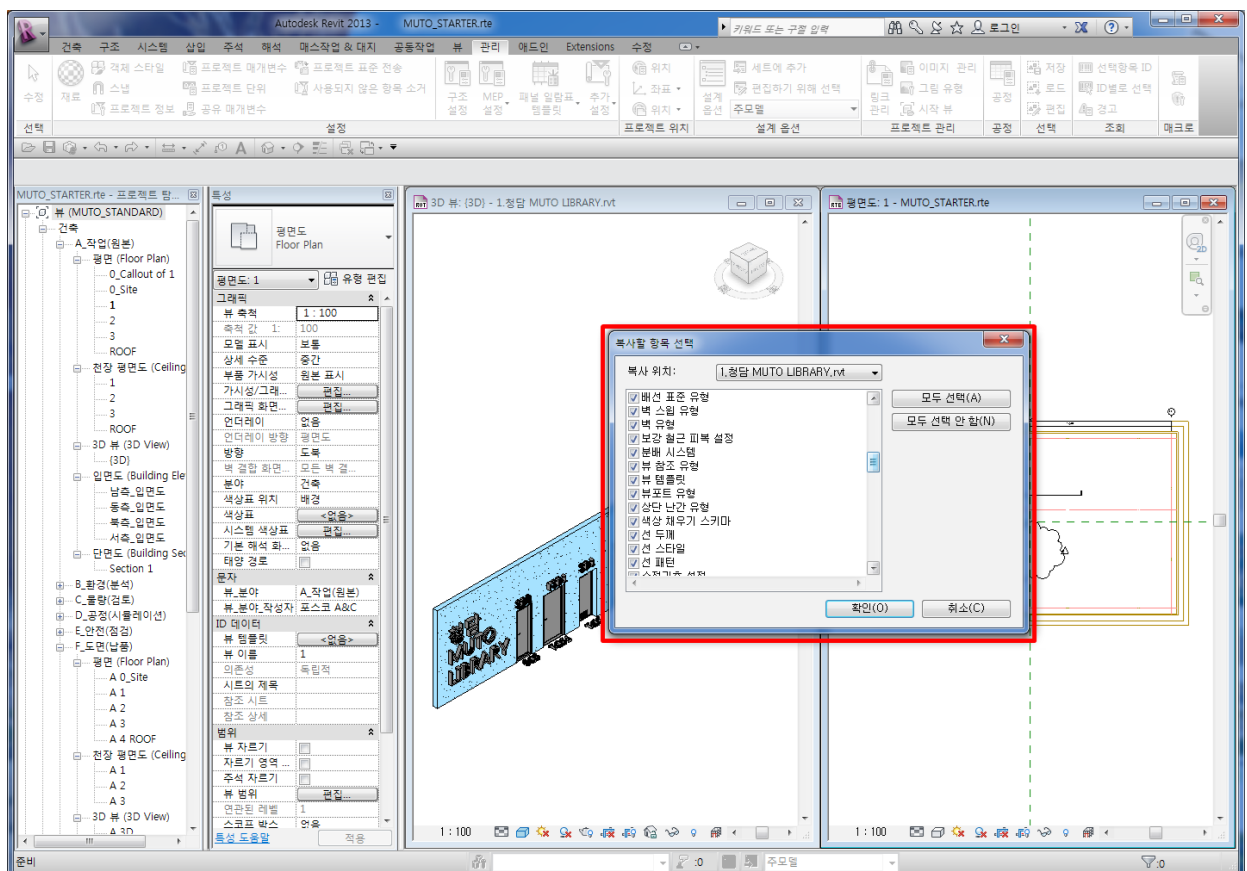 Autodesk Revit 2013 - MUTO_STARTER.rte
키워드 또는 구절 입력
로그인
건축 구조 시스템 삽입 주석 해석 매스작업 & 대지 공동작업 뷰 관리 애드인 Extensions 수정
객체 스타일 프로젝트 매개변수 프로젝트 표준 전송
스냅 프로젝트 단위 사용되지 않은 항목 소거
프로젝트 정보 공유 매개변수
수정 재료
구조 설정 MEP 설정 패널 일람표 템플릿 추가 설정
위치
좌표
위치
설계 옵션
세트에 추가
편집하기 위해 선택
주모델
링크 관리
이미지 관리
그림 유형
시작 뷰
공정
저장
로드
편집
선택항목 ID
ID별로 선택
경고
선택 설정 프로젝트 위치 설계 옵션 프로젝트 관리 공정 선택 조회 매크로
MUTO_STARTER.rte - 프로젝트 탐...
뷰 (MUTO_STANDARD)
건축
A_작업(원본)
평면 (Floor Plan)
0_Callout of 1
0_Site
1
2
3
ROOF
천장 평면도 (Ceiling
1
2
3
ROOF
3D 뷰 (3D View)
{3D}
입면도 (Building Ele
남측_입면도
동측_입면도
북측_입면도
서측_입면도
단면도 (Building Sec
Section 1
B_환경(분석)
C_물량(검토)
D_공정(시뮬레이션)
E_안전(점검)
F_도면(납품)
평면 (Floor Plan)
A 0_Site
A 1
A 2
A 3
A 4 ROOF
천장 평면도 (Ceiling
A 1
A 2
A 3
3D 뷰 (3D View)
A 3D
특성
평면도
Floor Plan
평면도: 1 유형 편집
그래픽
뷰 축척 1 : 100
축척 값 1: 100
모델 표시 보통
상세 수준 중간
부품 가시성 원본 표시
가시성/그래... 편집...
그래픽 화면... 편집...
언더레이 없음
언더레이 방향 평면도
방향 도북
벽 결합 화면... 모든 벽 결...
분야 건축
색상표 위치 배경
색상표 <없음>
시스템 색상표 편집...
기본 해석 화... 없음
태양 경로
문자
뷰_분야 A_작업(원본)
뷰_분야_작성자 포스코 A&C
ID 데이터
뷰 템플릿 <없음>
뷰 이름 1
의존성 독립적
시트의 제목
참조 시트
참조 상세
범위
뷰 자르기
자르기 영역 ...
주석 자르기
뷰 범위 편집...
연관된 레벨 1
스코프 박스 없음
특성 도움말 적용
3D 뷰: {3D} - 1.청담 MUTO LIBRARY.rvt
청담
MUTO
LIBRARY
1 : 100
평면도: 1 - MUTO_STARTER.rte
2D
1 : 100
복사할 항목 선택
복사 위치: 1.청담 MUTO LIBRARY.rvt
배선 표준 유형
벽 스윕 유형
벽 유형
보강 철근 피복 설정
분배 시스템
뷰 참조 유형
뷰 템플릿
뷰포트 유형
상단 난간 유형
색상 채우기 스키마
선 두께
선 스타일
선 패턴
수정기호 설정
모두 선택(A)
모두 선택 안 함(N)
확인(O) 취소(C)
준비
:0
주모델
:0